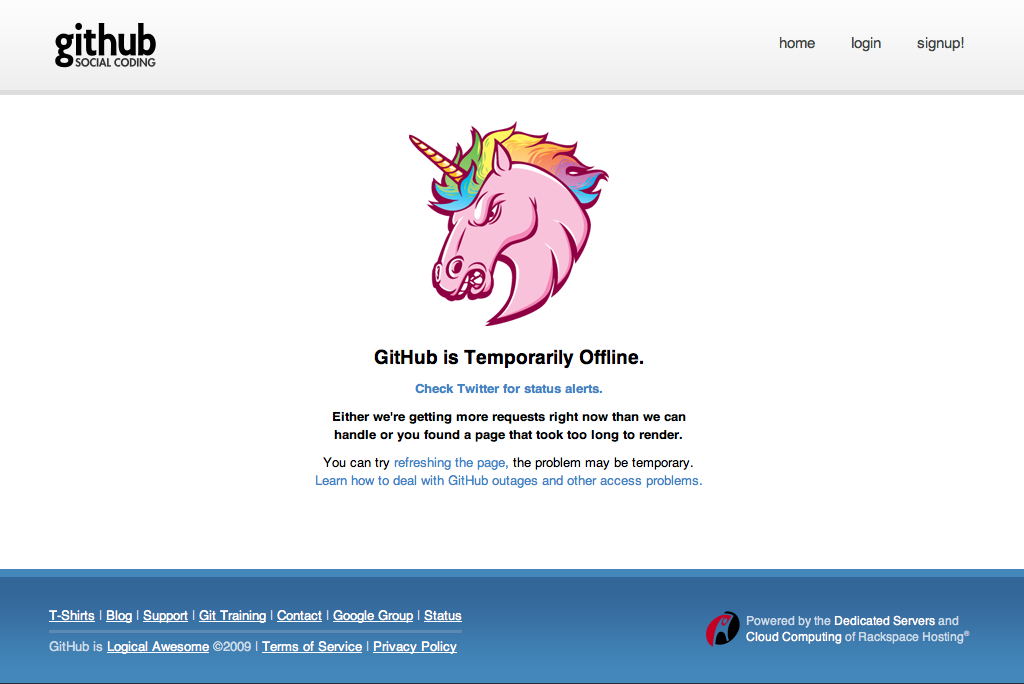 github
SOCIAL CODING
home login signup!
GitHub is Temporarily Offline.
Check Twitter for status alerts.
Either we're getting more requests right now than we can
handle or you found a page that took too long to render.
You can try refreshing the page, the problem may be temporary.
Learn how to deal with GitHub outages and other access problems.
T-Shirts | Blog | Support | Git Training | Contact | Google Group | Status
GitHub is Logical Awesome ©2009 | Terms of Service | Privacy Policy
Powered by the Dedicated Servers and
Cloud Computing of Rackspace Hosting®